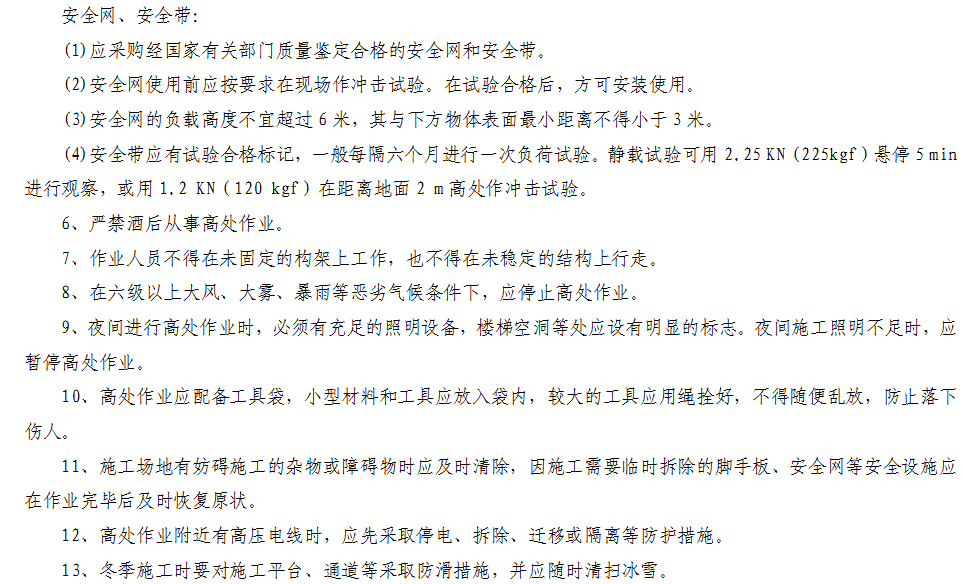 安全网、安全带：
(1)应采购经国家有关部门质量鉴定合格的安全网和安全带。
(2)安全网使用前应按要求在现场作冲击试验。在试验合格后，方可安装使用。
(3)安全网的负载高度不宜超过 6 米，其与下方物体表面最小距离不得小于 3 米。
(4)安全带应有试验合格标记，一般每隔六个月进行一次负荷试验。静载试验可用 2.25 KN (225kgf) 悬停 5 min
进行观察，或用 1.2 KN (120 kgf) 在距离地面 2 m 高处作冲击试验。
6、严禁酒后从事高处作业。
7、作业人员不得在未固定的构架上工作，也不得在未稳定的结构上行走。
8、在六级以上大风、大雾、暴雨等恶劣气候条件下，应停止高处作业。
9、夜间进行高处作业时，必须有充足的照明设备，楼梯空洞等处应设有明显的标志。夜间施工照明不足时，应
暂停高处作业。
10、高处作业应配备工具袋，小型材料和工具应放入袋内，较大的工具应用绳拴好，不得随便乱放，防止落下
伤人。
11、施工场地有妨碍施工的杂物或障碍物时应及时清除，因施工需要临时拆除的脚手板、安全网等安全设施应
在作业完毕后及时恢复原状。
12、高处作业附近有高压电线时，应先采取停电、拆除、迁移或隔离等防护措施。
13、冬季施工时要对施工平台、通道等采取防滑措施，并应随时清扫冰雪。